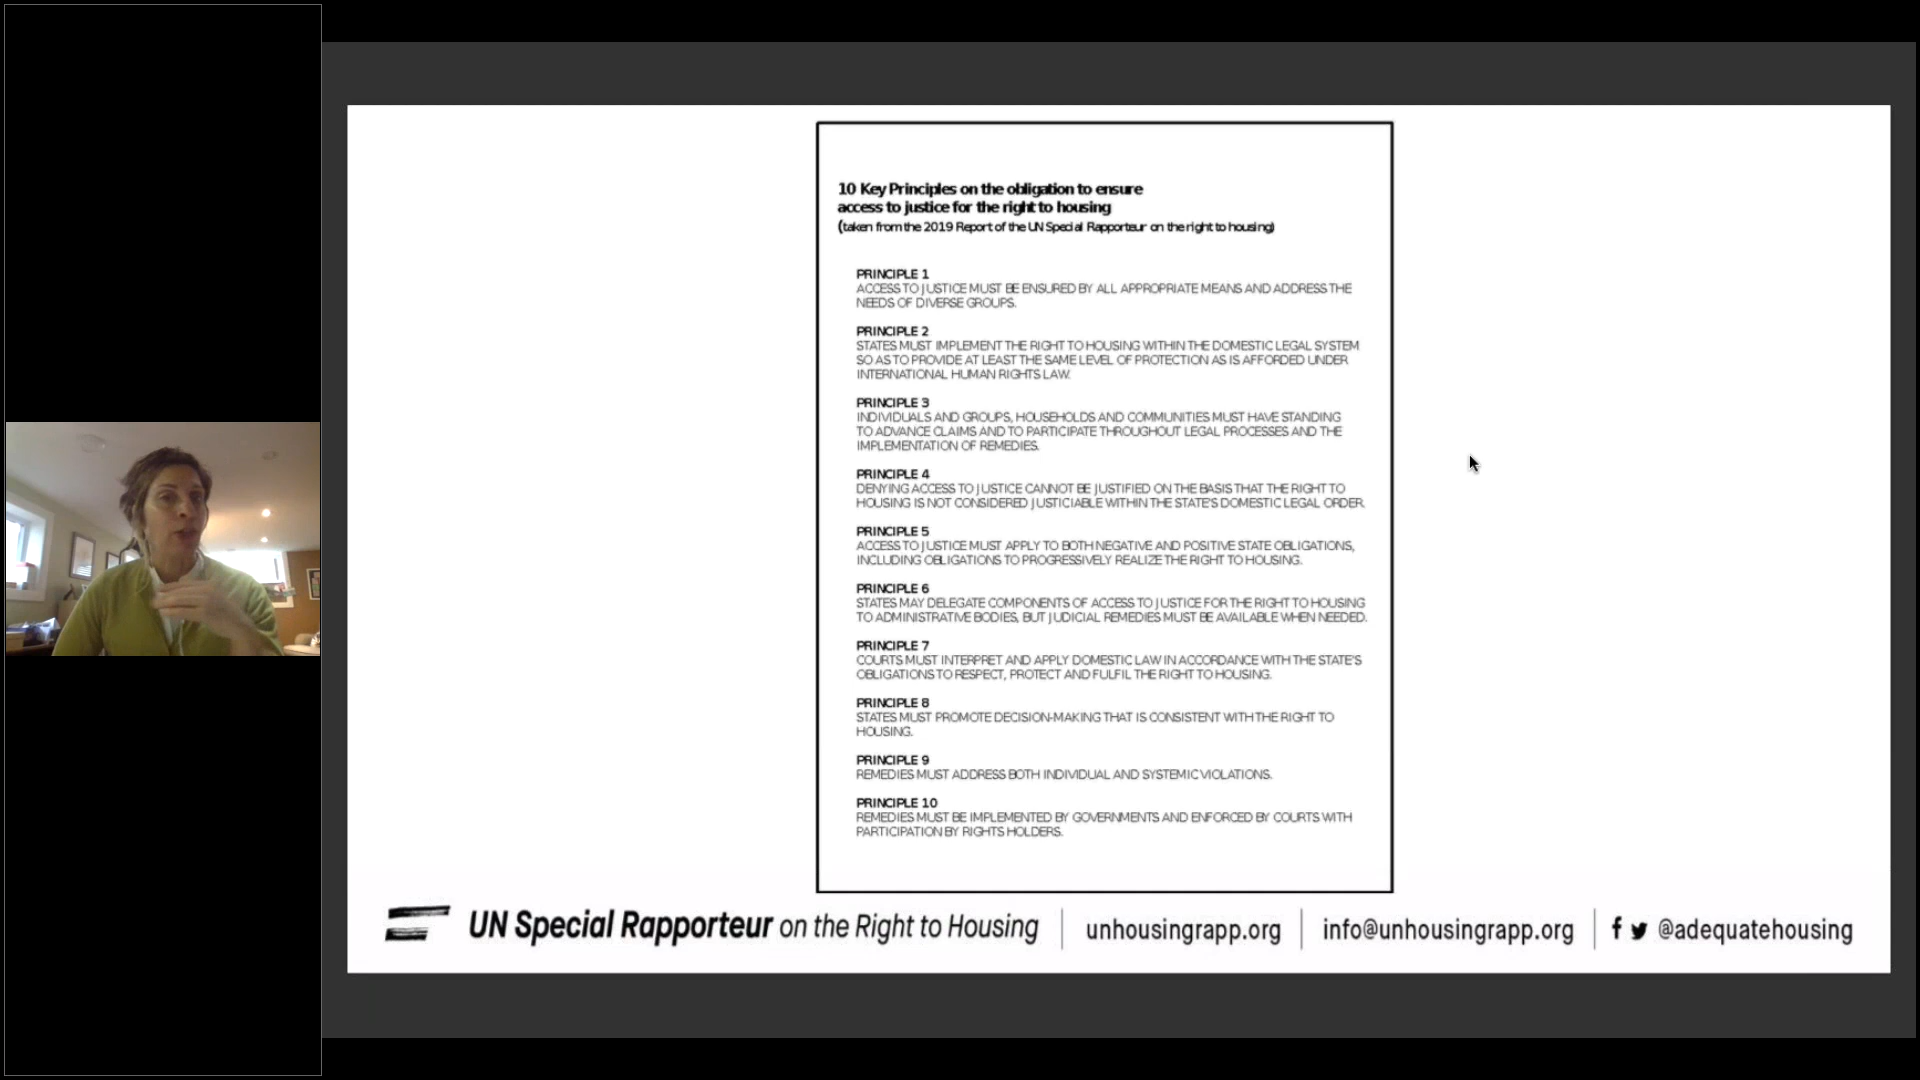 10 Key Principles on the obligation to ensure
access to justice for the right to housing
(taken from the 2019 Report of the UN Special Rapporteur on the right to housing)
PRINCIPLE 1
ACCESS TO JUSTICE MUST BE ENSURED BY ALL APPROPRIATE MEANS AND ADDRESS THE
NEEDS OF DIVERSE GROUPS.
PRINCIPLE 2
STATES MUST IMPLEMENT THE RIGHT TO HOUSING WITHIN THE DOMESTIC LEGAL SYSTEM
SO AS TO PROVIDE AT LEAST THE SAME LEVEL OF PROTECTION AS IS AFFORDED UNDER
INTERNATIONAL HUMAN RIGHTS LAW.
PRINCIPLE 3
INDIVIDUALS AND GROUPS, HOUSEHOLDS AND COMMUNITIES MUST HAVE STANDING
TO ADVANCE CLAIMS AND TO PARTICIPATE THROUGHOUT LEGAL PROCESSES AND THE
IMPLEMENTATION OF REMEDIES.
PRINCIPLE 4
DENYING ACCESS TO JUSTICE CANNOT BE JUSTIFIED ON THE BASIS THAT THE RIGHT TO
HOUSING IS NOT CONSIDERED JUSTICIABLE WITHIN THE STATE'S DOMESTIC LEGAL ORDER.
PRINCIPLE 5
ACCESS TO JUSTICE MUST APPLY TO BOTH NEGATIVE AND POSITIVE STATE OBLIGATIONS,
INCLUDING OBLIGATIONS TO PROGRESSIVELY REALIZE THE RIGHT TO HOUSING.
PRINCIPLE 6
STATES MAY DELEGATE COMPONENTS OF ACCESS TO JUSTICE FOR THE RIGHT TO HOUSING
TO ADMINISTRATIVE BODIES, BUT JUDICIAL REMEDIES MUST BE AVAILABLE WHEN NEEDED.
PRINCIPLE 7
COURTS MUST INTERPRET AND APPLY DOMESTIC LAW IN ACCORDANCE WITH THE STATE'S
OBLIGATIONS TO RESPECT, PROTECT AND FULFIL THE RIGHT TO HOUSING.
PRINCIPLE 8
STATES MUST PROMOTE DECISION-MAKING THAT IS CONSISTENT WITH THE RIGHT TO
HOUSING.
PRINCIPLE 9
REMEDIES MUST ADDRESS BOTH INDIVIDUAL AND SYSTEMIC VIOLATIONS.
PRINCIPLE 10
REMEDIES MUST BE IMPLEMENTED BY GOVERNMENTS AND ENFORCED BY COURTS WITH
PARTICIPATION BY RIGHTS HOLDERS.
UN Special Rapporteur on the Right to Housing | unhousingrapp.org | info@unhousingrapp.org | f @adequatehousing